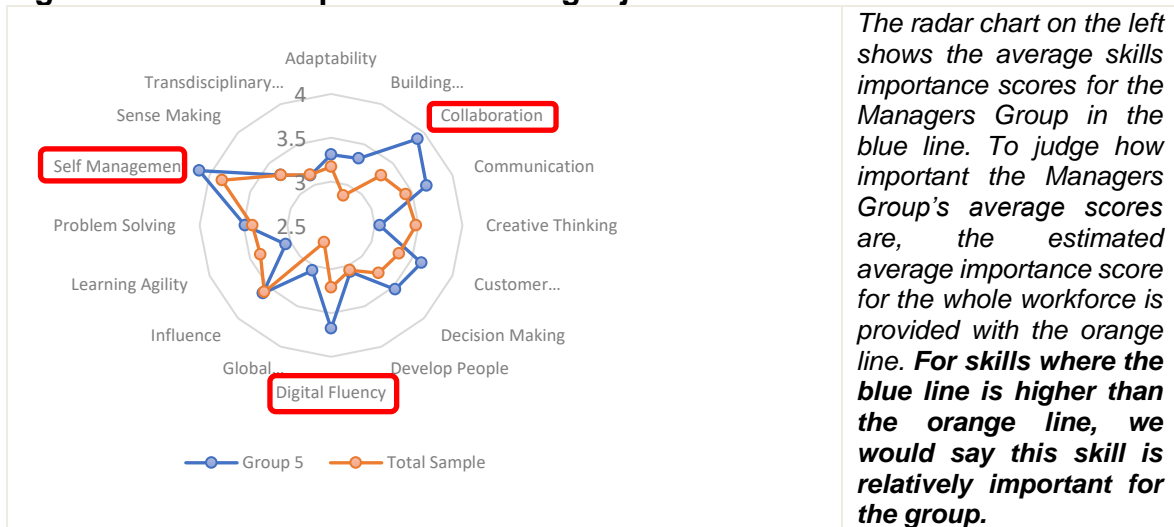 Adaptability
Transdisciplinary…
Building…
4
Sense Making
Collaboration
3.5
Self Managemen
Communication
3
Problem Solving
2.5
Creative Thinking
Learning Agility
Customer…
Influence
Decision Making
Global…
Develop People
Digital Fluency
Group 5
Total Sample
The radar chart on the left
shows the average skills
importance scores for the
Managers Group in the
blue line. To judge how
important the Managers
Group's average scores
are, the estimated
average importance score
for the whole workforce is
provided with the orange
line. For skills where the
blue line is higher than
the orange line, we
would say this skill is
relatively important for
the group.